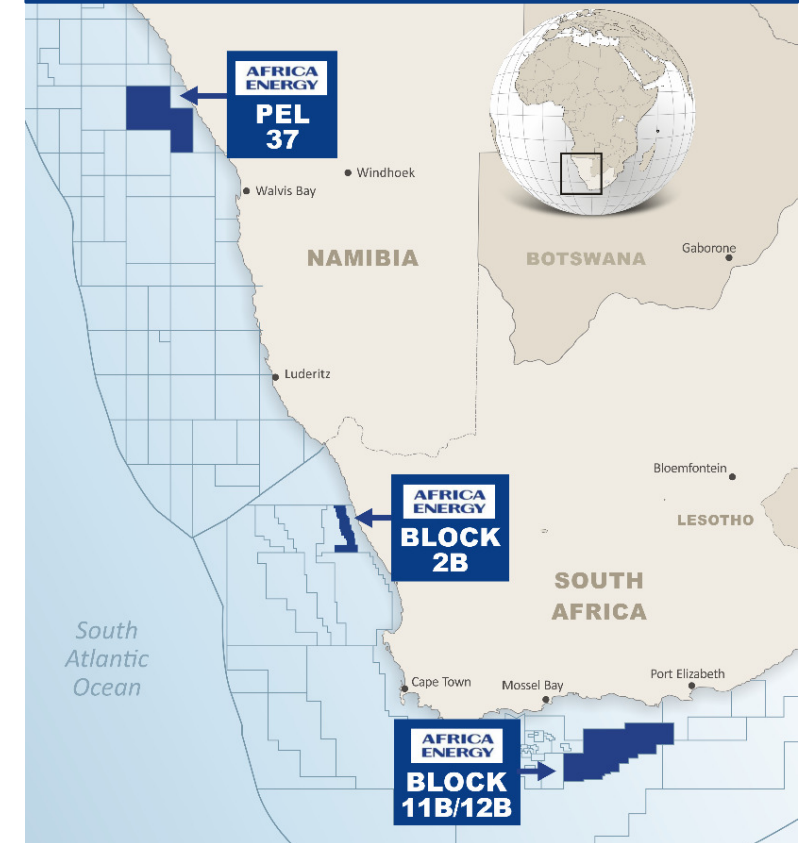 AFRICA
ENERGY
PEL
37
Windhoek
Walvis Bay
NAMIBIA
BOTSWANA
Gaborone
Luderitz
Bloemfontein
LESOTHO
AFRICA
ENERGY
BLOCK
2B
SOUTH
AFRICA
South
Atlantic
Ocean
Cape Town
Mossel Bay
Port Elizabeth
AFRICA
ENERGY
BLOCK
11B/12B